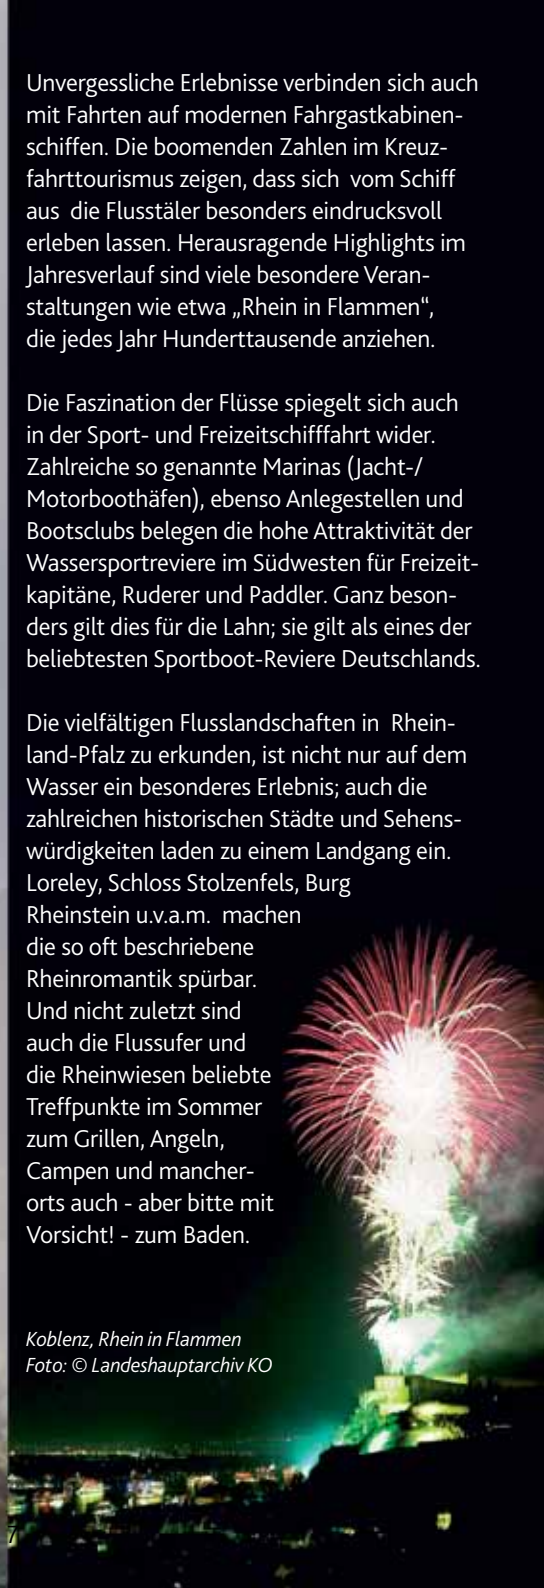 Unvergessliche Erlebnisse verbinden sich auch
mit Fahrten auf modernen Fahrgastkabinen-
schiffen. Die boomenden Zahlen im Kreuz-
fahrttourismus zeigen, dass sich  vom Schiff
aus  die Flusstäler besonders eindrucksvoll
erleben lassen. Herausragende Highlights im
Jahresverlauf sind viele besondere Veran-
staltungen wie etwa „Rhein in Flammen“,
die jedes Jahr Hunderttausende anziehen.

Die Faszination der Flüsse spiegelt sich auch
in der Sport- und Freizeitschifffahrt wider.
Zahlreiche so genannte Marinas (Jacht-/
Motorboothäfen), ebenso Anlegestellen und
Bootsclubs belegen die hohe Attraktivität der
Wassersportreviere im Südwesten für Freizeit-
kapitäne, Ruderer und Paddler. Ganz beson-
ders gilt dies für die Lahn; sie gilt als eines der
beliebtesten Sportboot-Reviere Deutschlands.

Die vielfältigen Flusslandschaften in  Rhein-
land-Pfalz zu erkunden, ist nicht nur auf dem
Wasser ein besonderes Erlebnis; auch die
zahlreichen historischen Städte und Sehens-
würdigkeiten laden zu einem Landgang ein.
Loreley, Schloss Stolzenfels, Burg
Rheinstein u.v.a.m.  machen
die so oft beschriebene
Rheinromantik spürbar.
Und nicht zuletzt sind
auch die Flussufer und
die Rheinwiesen beliebte
Treffpunkte im Sommer
zum Grillen, Angeln,
Campen und mancher-
orts auch - aber bitte mit
Vorsicht! - zum Baden.

Koblenz, Rhein in Flammen
Foto: © Landeshauptarchiv KO
7